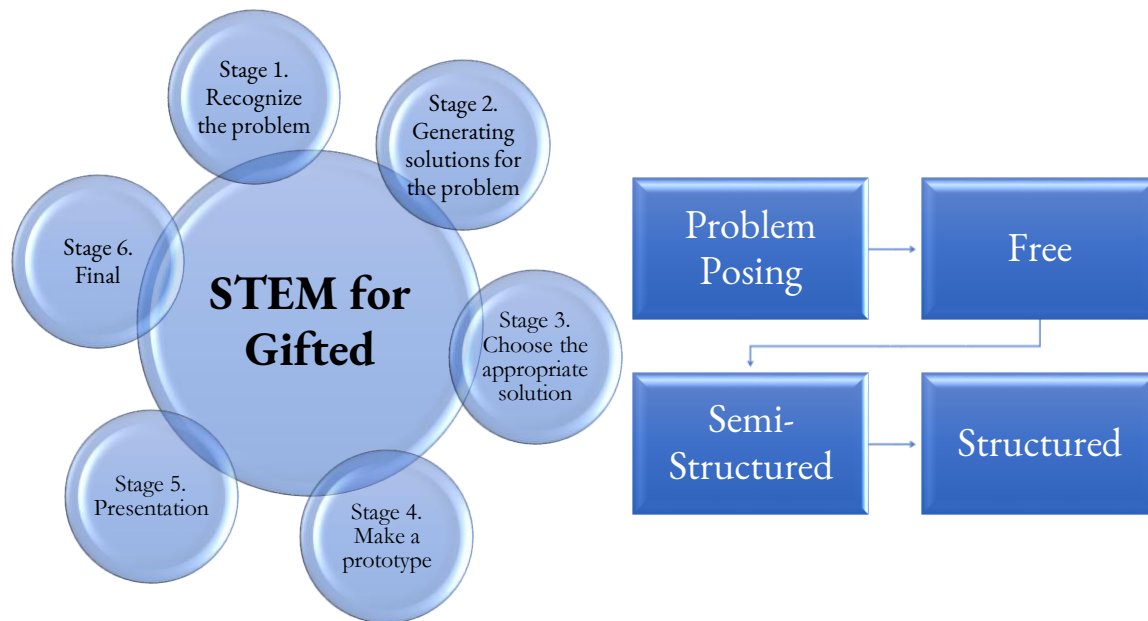 Stage 1.
Recognize
the problem
Stage 2.
Generating
solutions for
the problem
Stage 3.
Choose the
appropriate
solution
Stage 4.
Make a
prototype
Stage 5.
Presentation
Stage 6.
Final
STEM for
Gifted
Problem
Posing
Free
Semi-
Structured
Structured